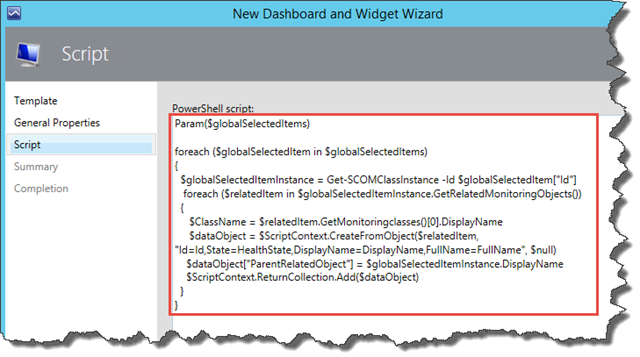 New Dashboard and Widget Wizard
Script
Template
General Properties
Script
Summary
Completion
PowerShell script:
Param($globalSelectedItems)
foreach ($globalSelectedItem in $globalSelectedItems)
{
$globalSelectedItemInstance = Get-SCOMClassInstance -Id $globalSelectedItem["Id"]
foreach ($relatedItem in $globalSelectedItemInstance.GetRelatedMonitoringObjects())
{
$ClassName = $relatedItem.GetMonitoringclasses()[0].DisplayName
$dataObject = $ScriptContext.CreateFromObject($relatedItem,
"Id=Id,State=HealthState,DisplayName=DisplayName,FullName=FullName", $null)
$dataObject["ParentRelatedObject"] = $globalSelectedItemInstance.DisplayName
$ScriptContext.ReturnCollection.Add($dataObject)
}
}